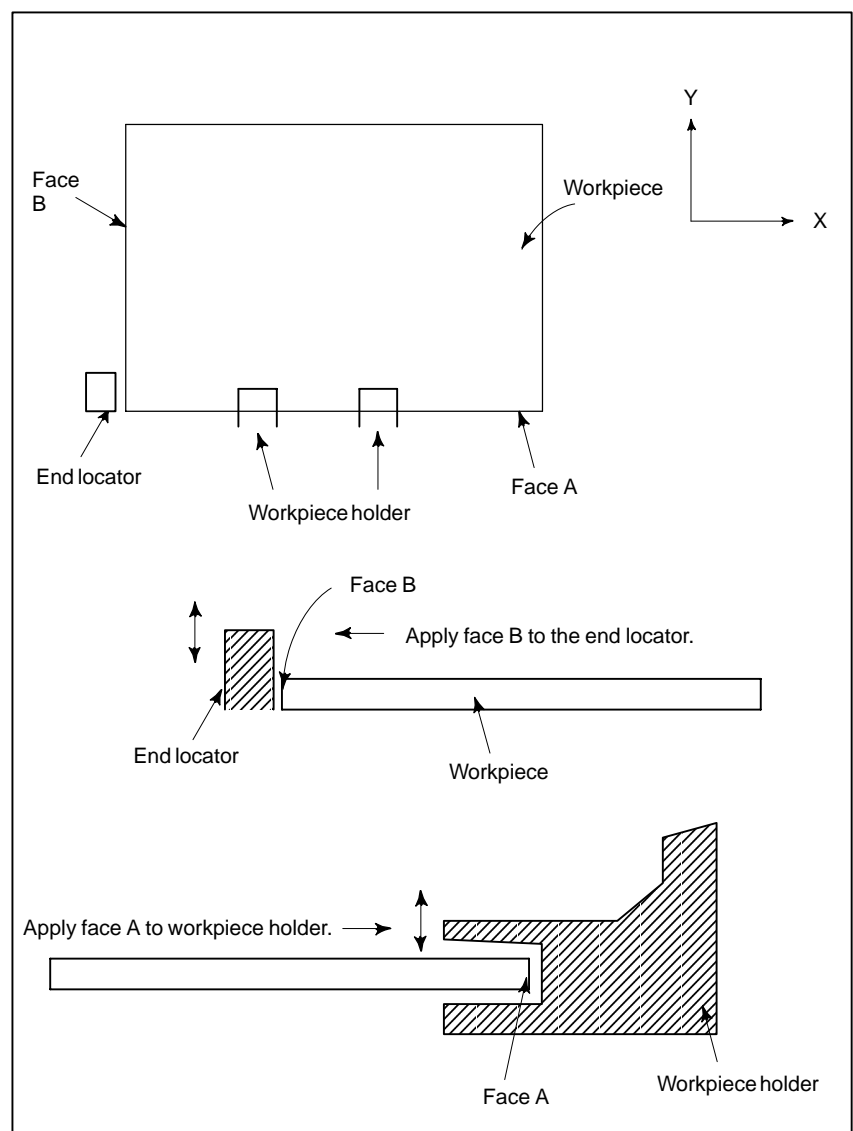 Y
Face
B
Workpiece
X
End locator
Face A
Workpiece holder
Face B
Apply face B to the end locator.
End locator
Workpiece
Apply face A to workpiece holder.
Workpiece holder
Face A